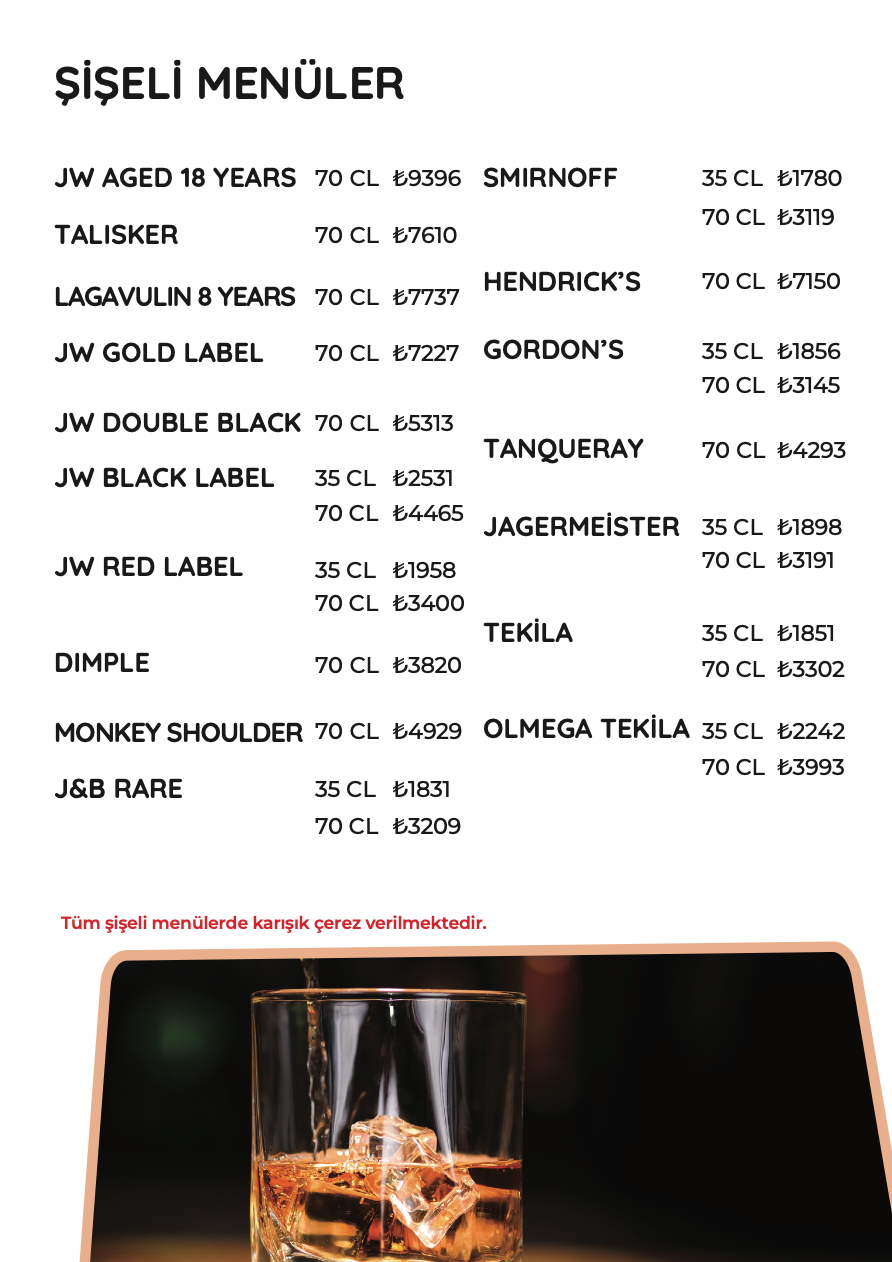 ŞİŞELİ MENÜLER
JW AGED 18 YEARS 70 CL ₺9396
TALISKER 70 CL ₺7610
LAGAVULIN 8 YEARS 70 CL ₺7737
JW GOLD LABEL 70 CL ₺7227
JW DOUBLE BLACK 70 CL ₺5313
JW BLACK LABEL 35 CL ₺2531
70 CL ₺4465
JW RED LABEL 35 CL ₺1958
70 CL ₺3400
DIMPLE 70 CL ₺3820
MONKEY SHOULDER 70 CL ₺4929
J&B RARE 35 CL ₺1831
70 CL ₺3209
SMIRNOFF 35 CL ₺1780
70 CL ₺3119
HENDRICK’S 70 CL ₺7150
GORDON’S 35 CL ₺1856
70 CL ₺3145
TANQUERAY 70 CL ₺4293
JAGERMEİSTER 35 CL ₺1898
70 CL ₺3191
TEKİLA 35 CL ₺1851
70 CL ₺3302
OLMEGA TEKİLA 35 CL ₺2242
70 CL ₺3993
Tüm şişeli menülerde karışık çerez verilmektedir.